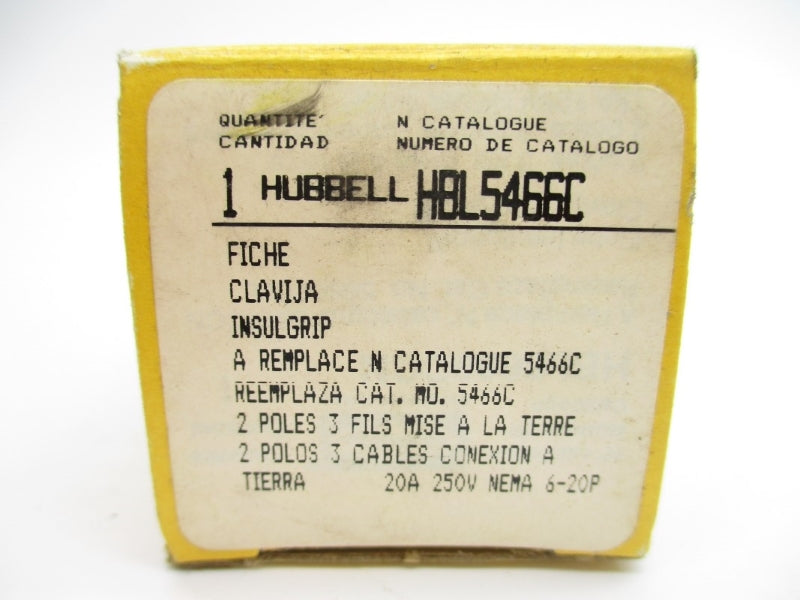 QUANTITE´ N CATALOGUE
CANTIDAD NUMERO DE CATALOGO
1 HUBBELL HBL5466C
FICHE
CLAVIJA
INSULGRIP
A REMPLACE N CATALOGUE 5466C
REEMPLAZA CAT. MO. 5466C
2 POLES 3 FILS MISE A LA TERRE
2 POLOS 3 CABLES CONEXION A
TIERRA 20A 250V NEMA 6-20P